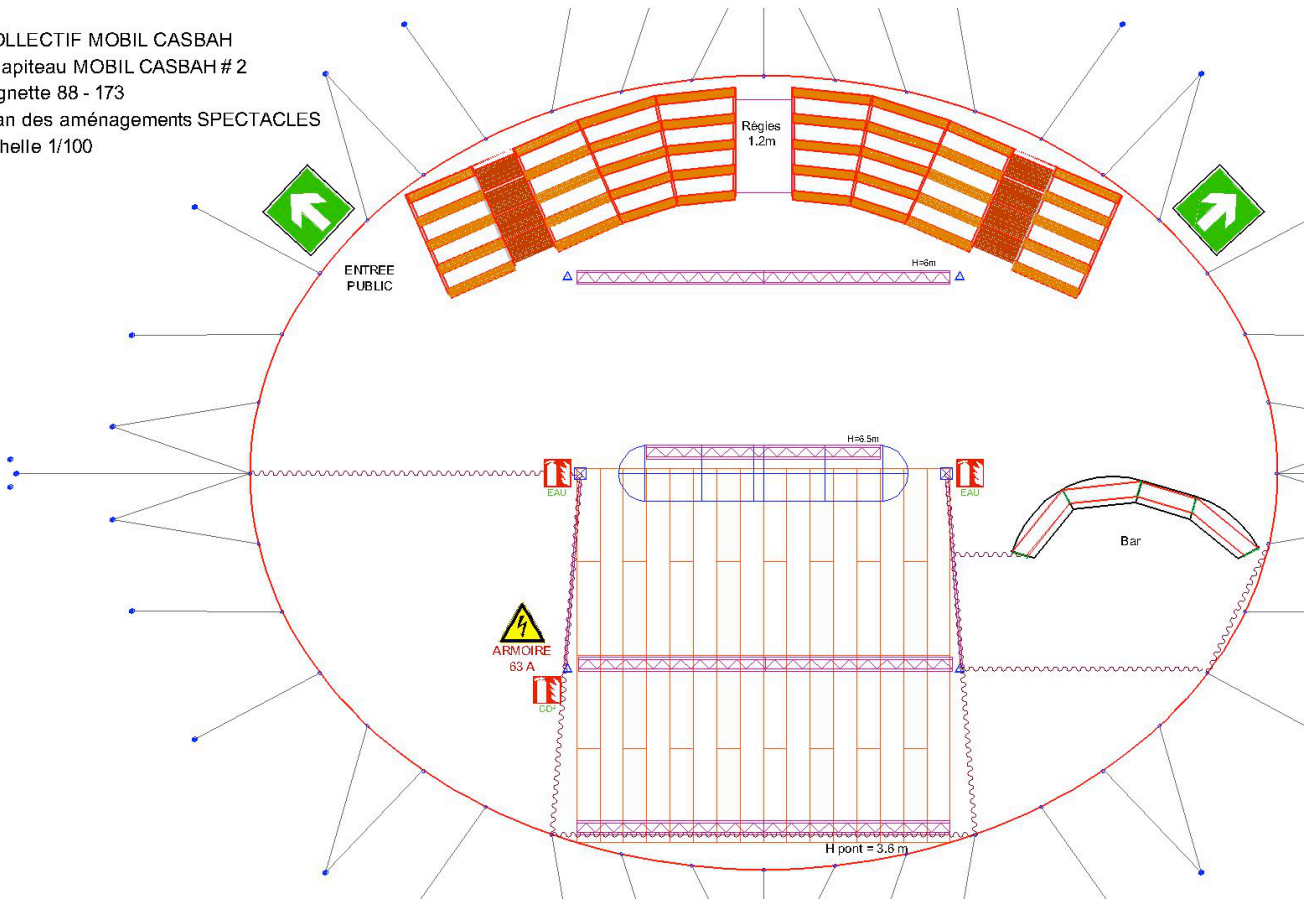 OLLECTIF MOBIL CASBAH
apiteau MOBIL CASBAH # 2
gnette 88 - 173
an des aménagements SPECTACLES
helle 1/100
Régies
1.2m
ENTREE
PUBLIC
H=6m
H=6.5m
EAU
EAU
Bar
ARMOIRE
63 A
CO²
H pont = 3.6 m